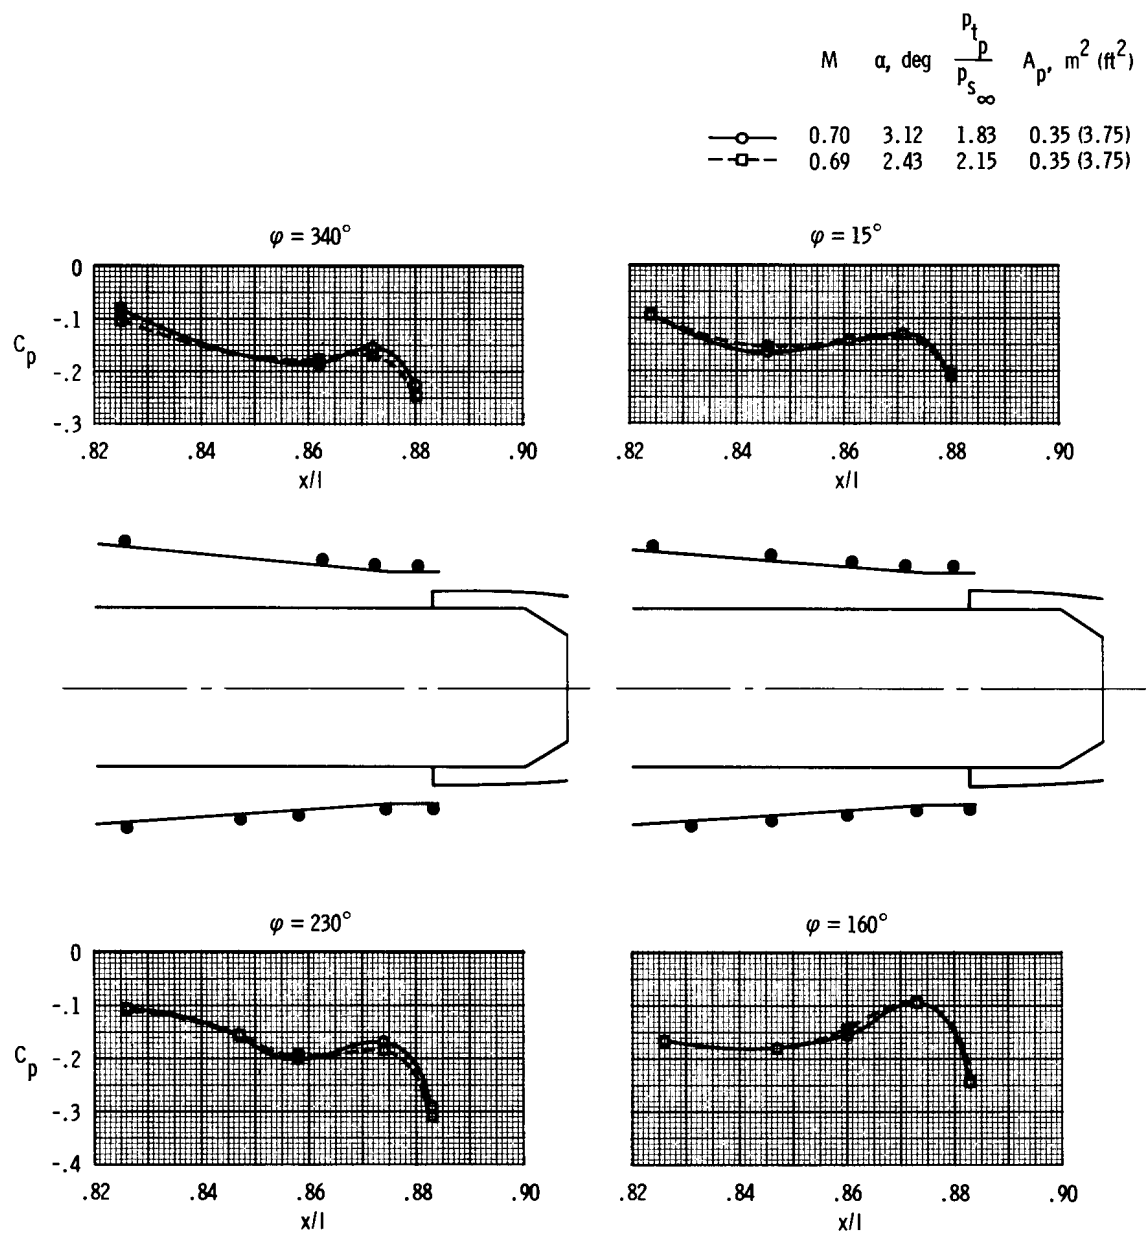 M α, deg p_t_p / p_s_∞ A_p, m² (ft²)
0.70 3.12 1.83 0.35 (3.75)
0.69 2.43 2.15 0.35 (3.75)
φ = 340°
0
-.1
-.2
-.3
C_p
.82 .84 .86 .88 .90
x/l
φ = 15°
.82 .84 .86 .88 .90
x/l
φ = 230°
0
-.1
-.2
-.3
-.4
C_p
.82 .84 .86 .88 .90
x/l
φ = 160°
.82 .84 .86 .88 .90
x/l